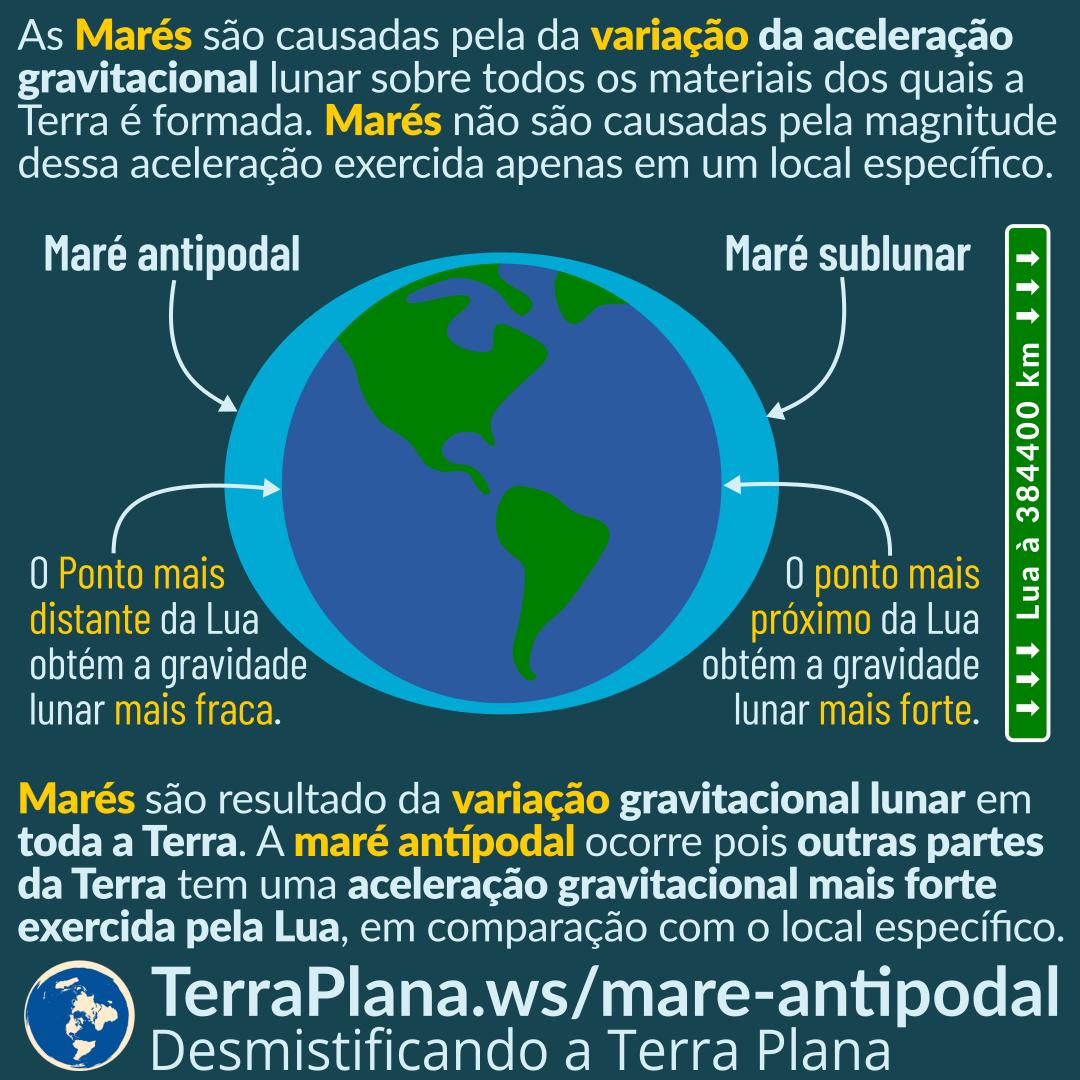 As Marés são causadas pela da variação da aceleração
gravitacional lunar sobre todos os materiais dos quais a
Terra é formada. Marés não são causadas pela magnitude
dessa aceleração exercida apenas em um local específico.
Maré antipodal
Maré sublunar
Lua à 384400 km
O Ponto mais
distante da Lua
obtém a gravidade
lunar mais fraca.
O ponto mais
próximo da Lua
obtém a gravidade
lunar mais forte.
Marés são resultado da variação gravitacional lunar em
toda a Terra. A maré antípodal ocorre pois outras partes
da Terra tem uma aceleração gravitacional mais forte
exercida pela Lua, em comparação com o local específico.
TerraPlana.ws/mare-antipodal
Desmistificando a Terra Plana